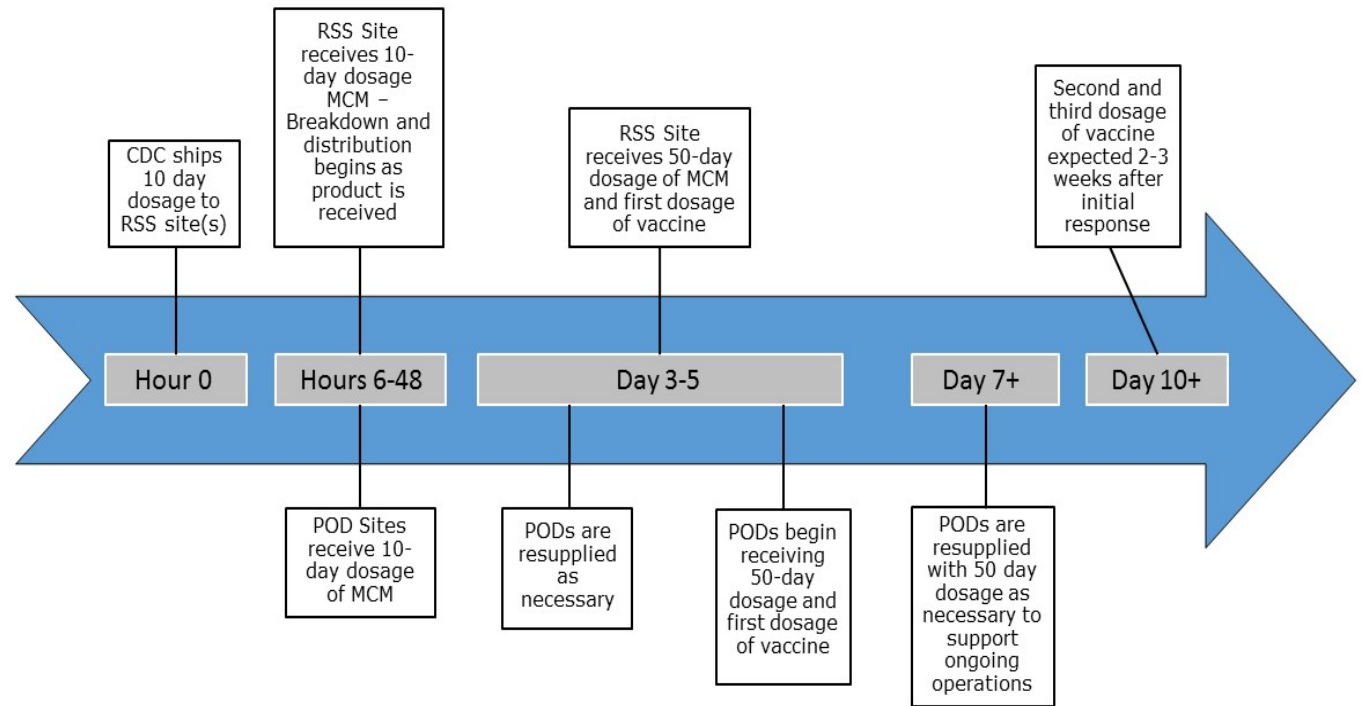 RSS Site
receives 10-
day dosage
MCM –
Breakdown and
distribution
begins as
product is
received
CDC ships
10 day
dosage to
RSS site(s)
RSS Site
receives 50-day
dosage of MCM
and first dosage
of vaccine
Second and
third dosage
of vaccine
expected 2-3
weeks after
initial
response
Hour 0
Hours 6-48
Day 3-5
Day 7+
Day 10+
POD Sites
receive 10-
day dosage
of MCM
PODs are
resupplied
as
necessary
PODs begin
receiving
50-day
dosage and
first dosage
of vaccine
PODs are
resupplied
with 50 day
dosage as
necessary to
support
ongoing
operations